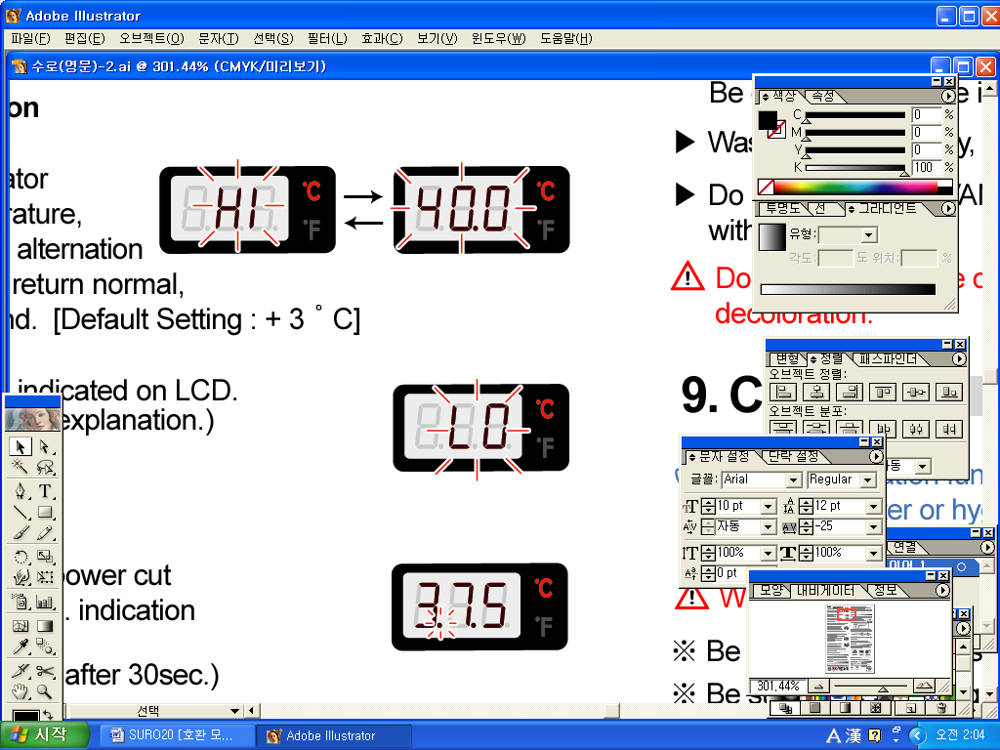 Adobe Illustrator
파일(F) 편집(E) 오브젝트(O) 문자(T) 선택(S) 필터(L) 효과(C) 보기(V) 윈도우(W) 도움말(H)
수로(명문)-2.ai @ 301.44% (CMYK/미리보기)
on
ator
rature,
alternation
return normal,
nd. [Default Setting : + 3 ˚ C]
HI ℃ ℉
40.0 ℃ ℉
indicated on LCD.
explanation.)
LO ℃ ℉
power cut
. indication
after 30sec.)
37.5 ℃ ℉
Be
▶ Was
▶ Do
with
Do
decoloration.
9. C
er or hy
W
※ Be
※ Be s
색상 속성
C 0 %
M 0 %
Y 0 %
K 100 %
투명도 선 그라디언트
유형:
각도: 도 위치: %
변형 정렬 패스파인더
오브젝트 정렬:
오브젝트 분포:
문자 설정 단락 설정
글꼴: Arial Regular
10 pt 12 pt
자동 -25
100% 100%
0 pt
연결
모양 내비게이터 정보
301.44%
선택
시작 SURO20 [호환 모... Adobe Illustrator A 漢 오전 2:04